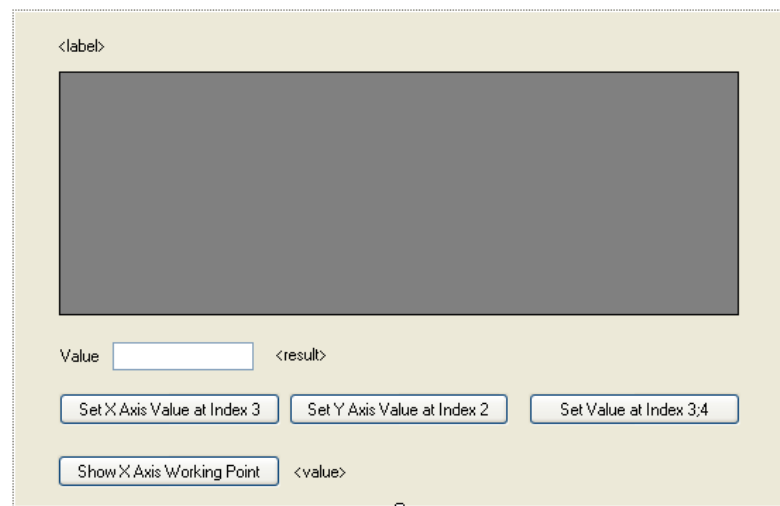 <label>
Value <result>
Set X Axis Value at Index 3 Set Y Axis Value at Index 2 Set Value at Index 3;4
Show X Axis Working Point <value>